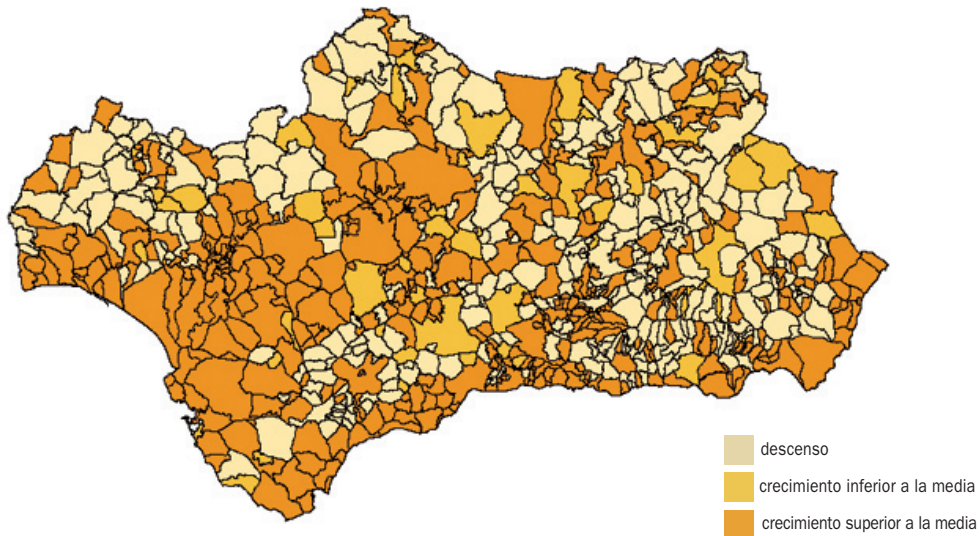 descenso
crecimiento inferior a la media
crecimiento superior a la media